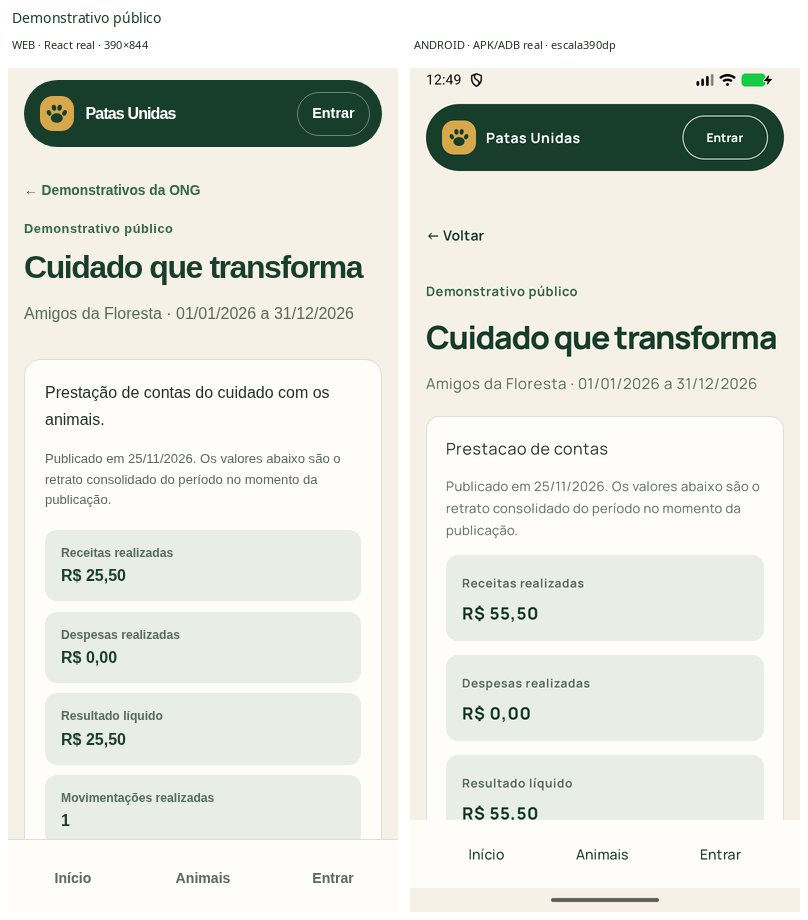 Demonstrativo público
WEB · React real · 390×844
Patas Unidas
Entrar
← Demonstrativos da ONG
Demonstrativo público
Cuidado que transforma
Amigos da Floresta · 01/01/2026 a 31/12/2026
Prestação de contas do cuidado com os
animais.
Publicado em 25/11/2026. Os valores abaixo são o
retrato consolidado do período no momento da
publicação.
Receitas realizadas
R$ 25,50
Despesas realizadas
R$ 0,00
Resultado líquido
R$ 25,50
Movimentações realizadas
1
Início
Animais
Entrar
ANDROID · APK/ADB real · escala390dp
12:49
Patas Unidas
Entrar
← Voltar
Demonstrativo público
Cuidado que transforma
Amigos da Floresta · 01/01/2026 a 31/12/2026
Prestacao de contas
Publicado em 25/11/2026. Os valores abaixo são o
retrato consolidado do período no momento da
publicação.
Receitas realizadas
R$ 55,50
Despesas realizadas
R$ 0,00
Resultado líquido
R$ 55,50
Início
Animais
Entrar